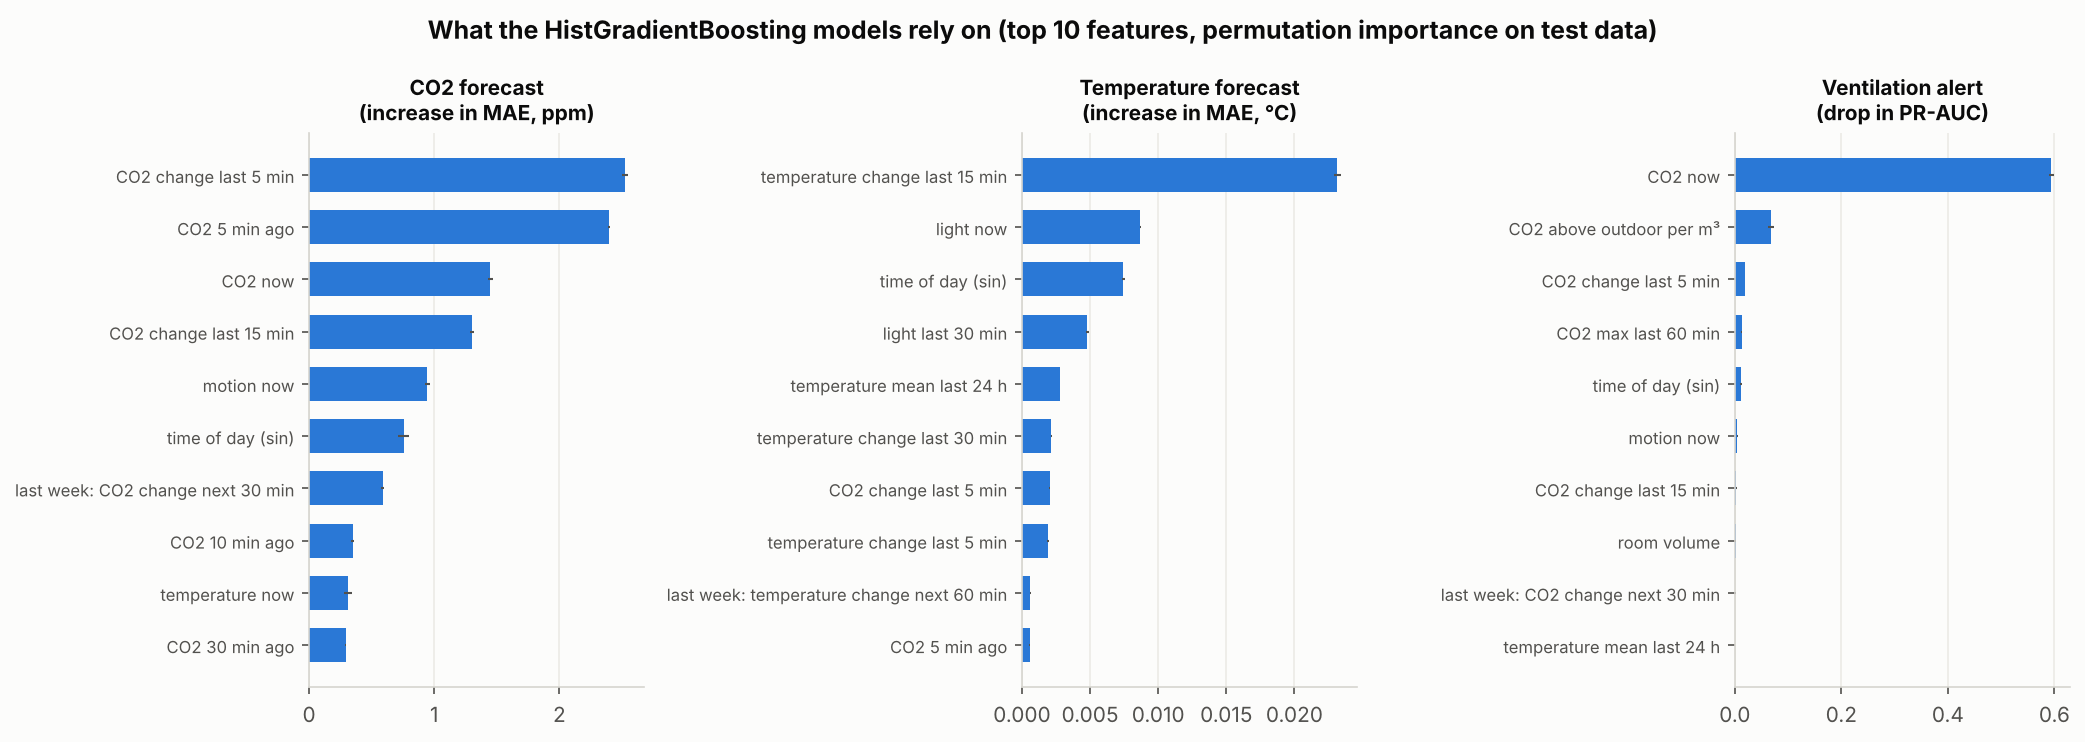 What the HistGradientBoosting models rely on (top 10 features, permutation importance on test data)
CO2 forecast
(increase in MAE, ppm)
CO2 change last 5 min
CO2 5 min ago
CO2 now
CO2 change last 15 min
motion now
time of day (sin)
last week: CO2 change next 30 min
CO2 10 min ago
temperature now
CO2 30 min ago
0 1 2
Temperature forecast
(increase in MAE, °C)
temperature change last 15 min
light now
time of day (sin)
light last 30 min
temperature mean last 24 h
temperature change last 30 min
CO2 change last 5 min
temperature change last 5 min
last week: temperature change next 60 min
CO2 5 min ago
0.000 0.005 0.010 0.015 0.020
Ventilation alert
(drop in PR-AUC)
CO2 now
CO2 above outdoor per m³
CO2 change last 5 min
CO2 max last 60 min
time of day (sin)
motion now
CO2 change last 15 min
room volume
last week: CO2 change next 30 min
temperature mean last 24 h
0.0 0.2 0.4 0.6